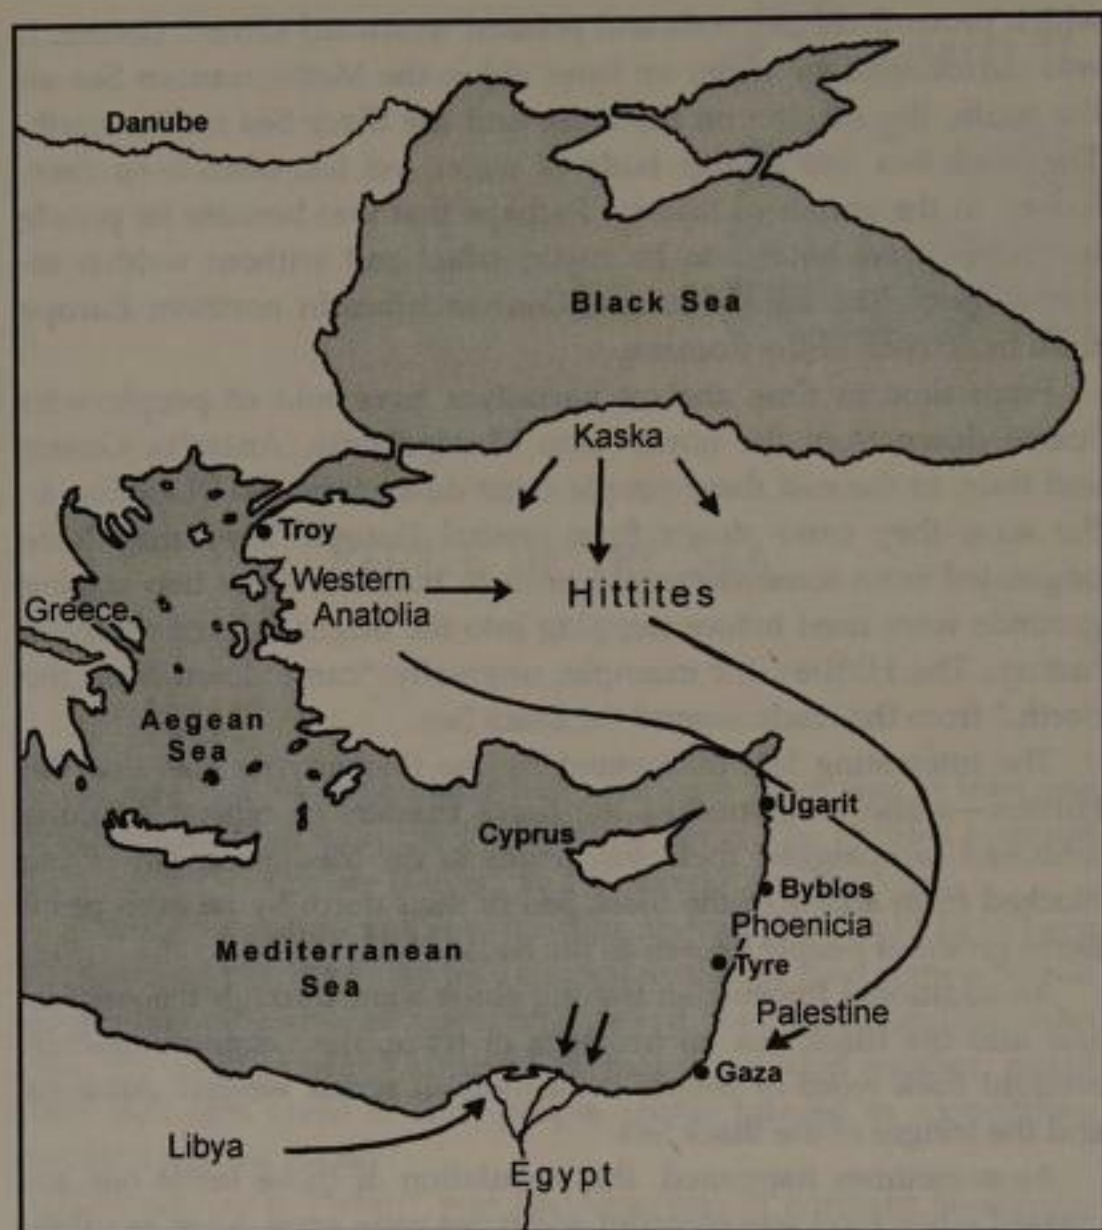 Danube
Black Sea
Kaska
Troy
Western
Anatolia
Hittites
Greece
Aegean
Sea
Ugarit
Cyprus
Byblos
Phoenicia
Mediterranean
Sea
Tyre
Palestine
Gaza
Libya
Egypt